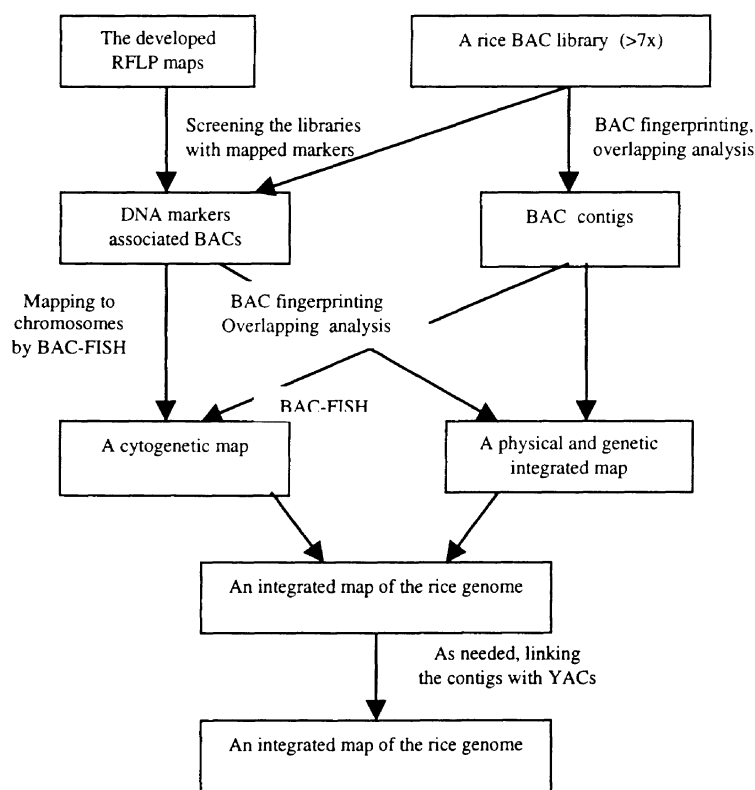 The developed
RFLP maps
A rice BAC library (>7x)
Screening the libraries
with mapped markers
BAC fingerprinting,
overlapping analysis
DNA markers
associated BACs
BAC contigs
Mapping to
chromosomes
by BAC-FISH
BAC fingerprinting
Overlapping analysis
BAC-FISH
A cytogenetic map
A physical and genetic
integrated map
An integrated map of the rice genome
As needed, linking
the contigs with YACs
An integrated map of the rice genome